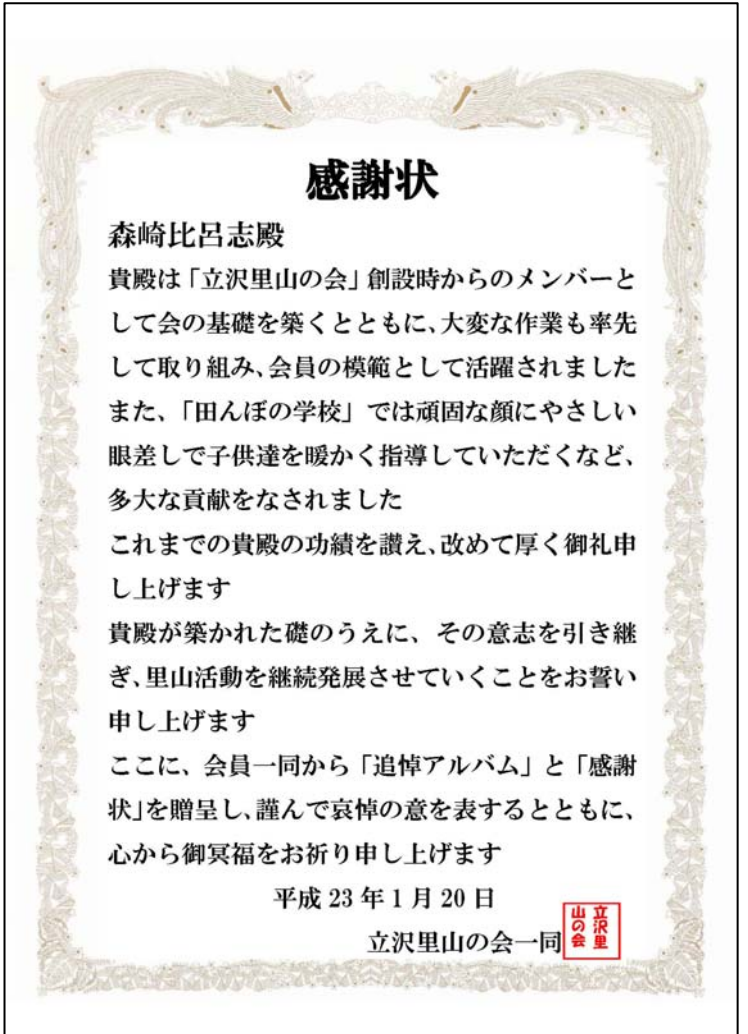 感謝状
森崎比呂志殿
貴殿は「立沢里山の会」創設時からのメンバーと
して会の基礎を築くとともに、大変な作業も率先
して取り組み、会員の模範として活躍されました
また、「田んぼの学校」では頑固な顔にやさしい
眼差しで子供達を暖かく指導していただくなど、
多大な貢献をなされました
これまでの貴殿の功績を讃え、改めて厚く御礼申
し上げます
貴殿が築かれた礎のうえに、その意志を引き継
ぎ、里山活動を継続発展させていくことをお誓い
申し上げます
ここに、会員一同から「追悼アルバム」と「感謝
状」を贈呈し、謹んで哀悼の意を表するとともに、
心から御冥福をお祈り申し上げます
平成 23 年 1 月 20 日
立沢里山の会一同
立沢里
山の会